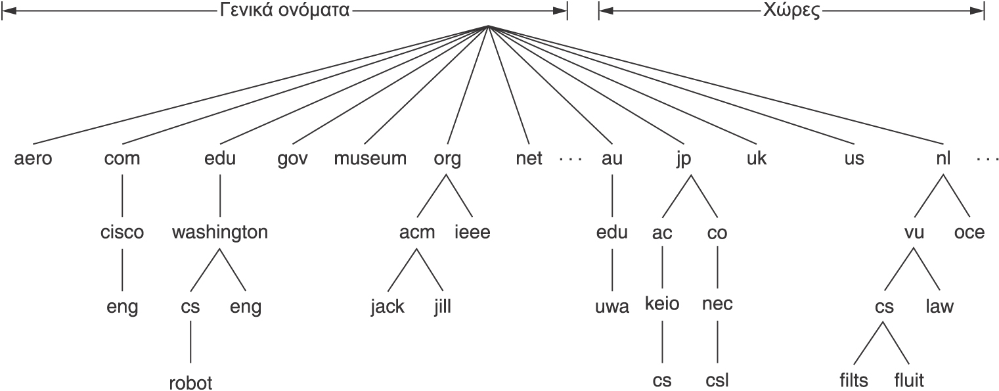 Γενικά ονόματα Χώρες
aero com edu gov museum org net ... au jp uk us nl ...
cisco washington acm ieee edu ac co vu oce
eng cs eng jack jill uwa keio nec cs law
robot cs csl filts fluit